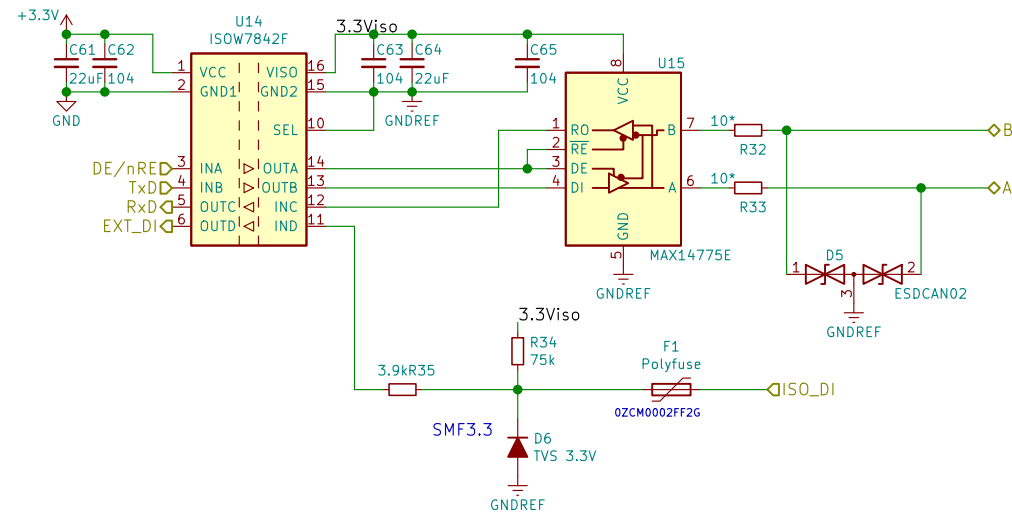 +3.3V
C61
22uF
C62
104
GND
U14
ISOW7842F
1
VCC
VISO
16
2
GND1
GND2
15
SEL
10
DE/nRE
3
INA
OUTA
14
TxD
4
INB
OUTB
13
RxD
5
OUTC
INC
12
EXT_DI
6
OUTD
IND
11
3.3Viso
C63
104
C64
22uF
C65
104
GNDREF
U15
8
VCC
1
RO
B
7
2
RE
3
DE
4
DI
A
6
GND
5
MAX14775E
GNDREF
10*
R32
B
10*
R33
A
D5
1
2
3
ESDCAN02
GNDREF
3.3Viso
R34
75k
3.9kR35
F1
Polyfuse
0ZCM0002FF2G
ISO_DI
SMF3.3
D6
TVS 3.3V
GNDREF